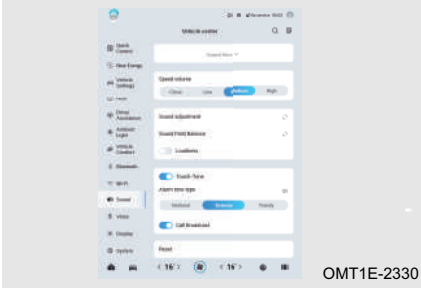 Vehicle center
Quick
Control
New Energy
Vehicle
Settings
Speed volume
Close Low Medium High
Drive
Assistance
Sound adjustment
Ambient
Light
Sound Field Balance
Vehicle
Comfort
Loudness
Bluetooth
Touch-Tone
Wi-Fi
Alarm tone type
Sound
Call Broadcast
Voice
Display
System
Reset
16°
16°
OMT1E-2330